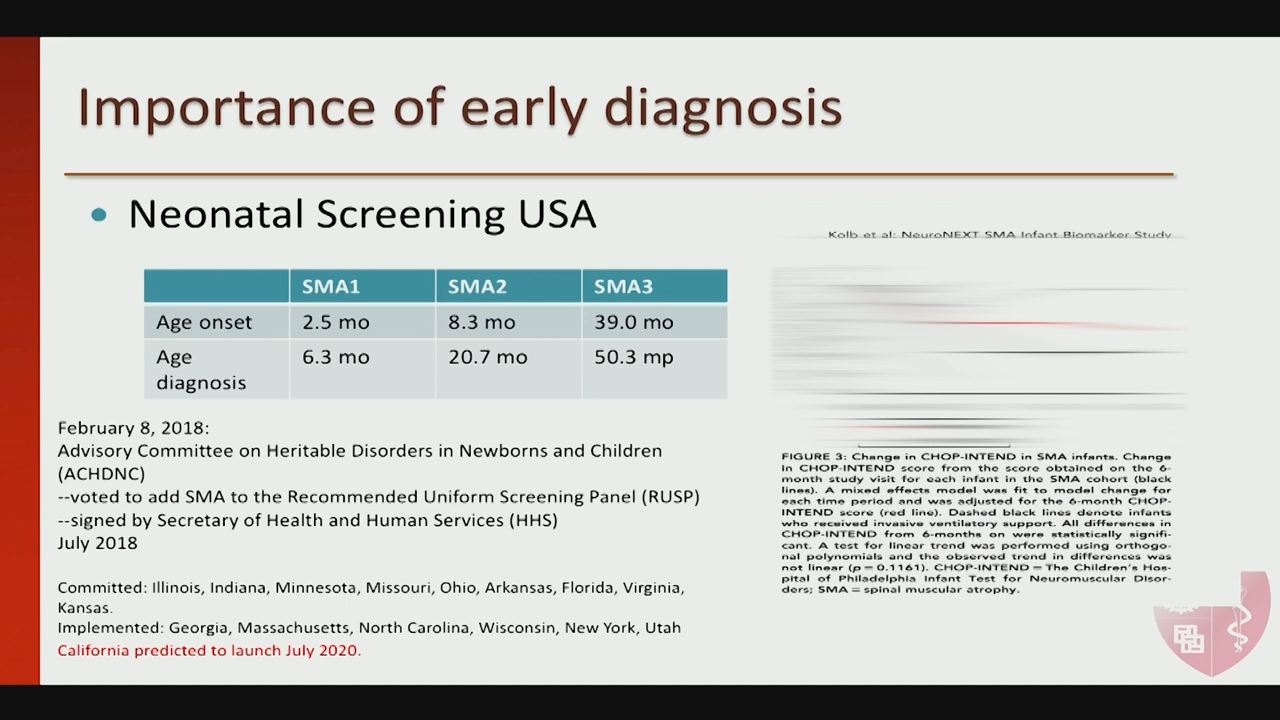 Importance of early diagnosis
• Neonatal Screening USA
SMA1 SMA2 SMA3
Age onset 2.5 mo 8.3 mo 39.0 mo
Age diagnosis 6.3 mo 20.7 mo 50.3 mp
February 8, 2018:
Advisory Committee on Heritable Disorders in Newborns and Children
(ACHDNC)
--voted to add SMA to the Recommended Uniform Screening Panel (RUSP)
--signed by Secretary of Health and Human Services (HHS)
July 2018
Committed: Illinois, Indiana, Minnesota, Missouri, Ohio, Arkansas, Florida, Virginia,
Kansas.
Implemented: Georgia, Massachusetts, North Carolina, Wisconsin, New York, Utah
California predicted to launch July 2020.
Kolb et al: NeuroNEXT SMA Infant Biomarker Study
FIGURE 3: Change in CHOP-INTEND in SMA infants. Change
in CHOP-INTEND score from the score obtained on the 6-
month study visit for each infant in the SMA cohort (black
lines). A mixed effects model was fit to model change for
each time period and was adjusted for the 6-month CHOP-
INTEND score (red line). Dashed black lines denote infants
who received invasive ventilatory support. All differences in
CHOP-INTEND from 6-months on were statistically signifi-
cant. A test for linear trend was performed using orthogo-
nal polynomials and the observed trend in differences was
not linear (p = 0.1161). CHOP-INTEND = The Children's Hos-
pital of Philadelphia Infant Test for Neuromuscular Disor-
ders; SMA = spinal muscular atrophy.